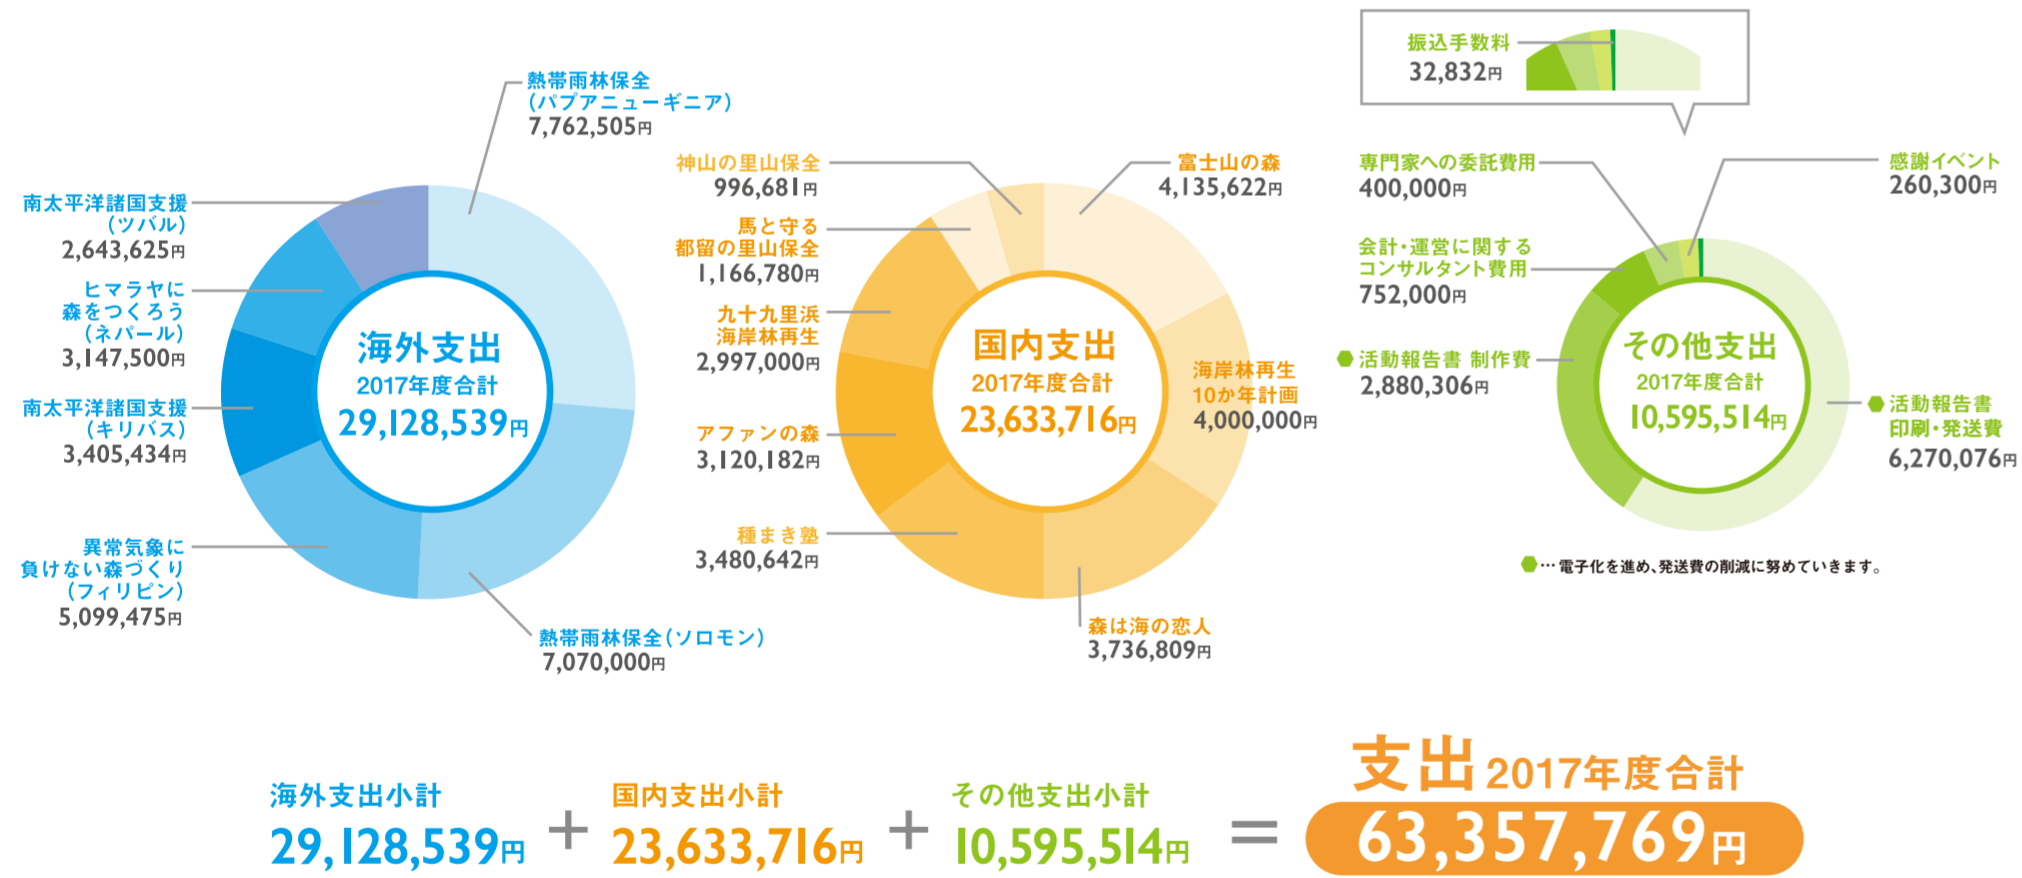 熱帯雨林保全
(パプアニューギニア)
7,762,505円
南太平洋諸国支援
(ツバル)
2,643,625円
ヒマラヤに
森をつくろう
(ネパール)
3,147,500円
南太平洋諸国支援
(キリバス)
3,405,434円
異常気象に
負けない森づくり
(フィリピン)
5,099,475円
熱帯雨林保全(ソロモン)
7,070,000円
海外支出
2017年度合計
29,128,539円
神山の里山保全
996,681円
馬と守る
都留の里山保全
1,166,780円
九十九里浜
海岸林再生
2,997,000円
アファンの森
3,120,182円
種まき塾
3,480,642円
富士山の森
4,135,622円
海岸林再生
10か年計画
4,000,000円
森は海の恋人
3,736,809円
国内支出
2017年度合計
23,633,716円
振込手数料
32,832円
専門家への委託費用
400,000円
会計・運営に関する
コンサルタント費用
752,000円
活動報告書 制作費
2,880,306円
感謝イベント
260,300円
活動報告書
印刷・発送費
6,270,076円
その他支出
2017年度合計
10,595,514円
…電子化を進め、発送費の削減に努めていきます。
海外支出小計
29,128,539円
+
国内支出小計
23,633,716円
+
その他支出小計
10,595,514円
=
支出 2017年度合計
63,357,769円